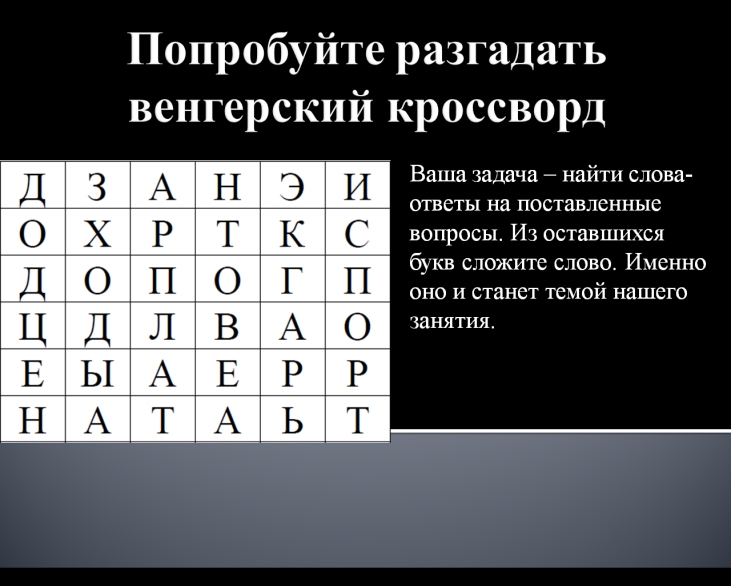 Попробуйте разгадать
венгерский кроссворд
Д З А Н Э И
О Х Р Т К С
Д О П О Г П
Ц Д Л В А О
Е Ы А Е Р Р
Н А Т А Ь Т
Ваша задача – найти слова-
ответы на поставленные
вопросы. Из оставшихся
букв сложите слово. Именно
оно и станет темой нашего
занятия.